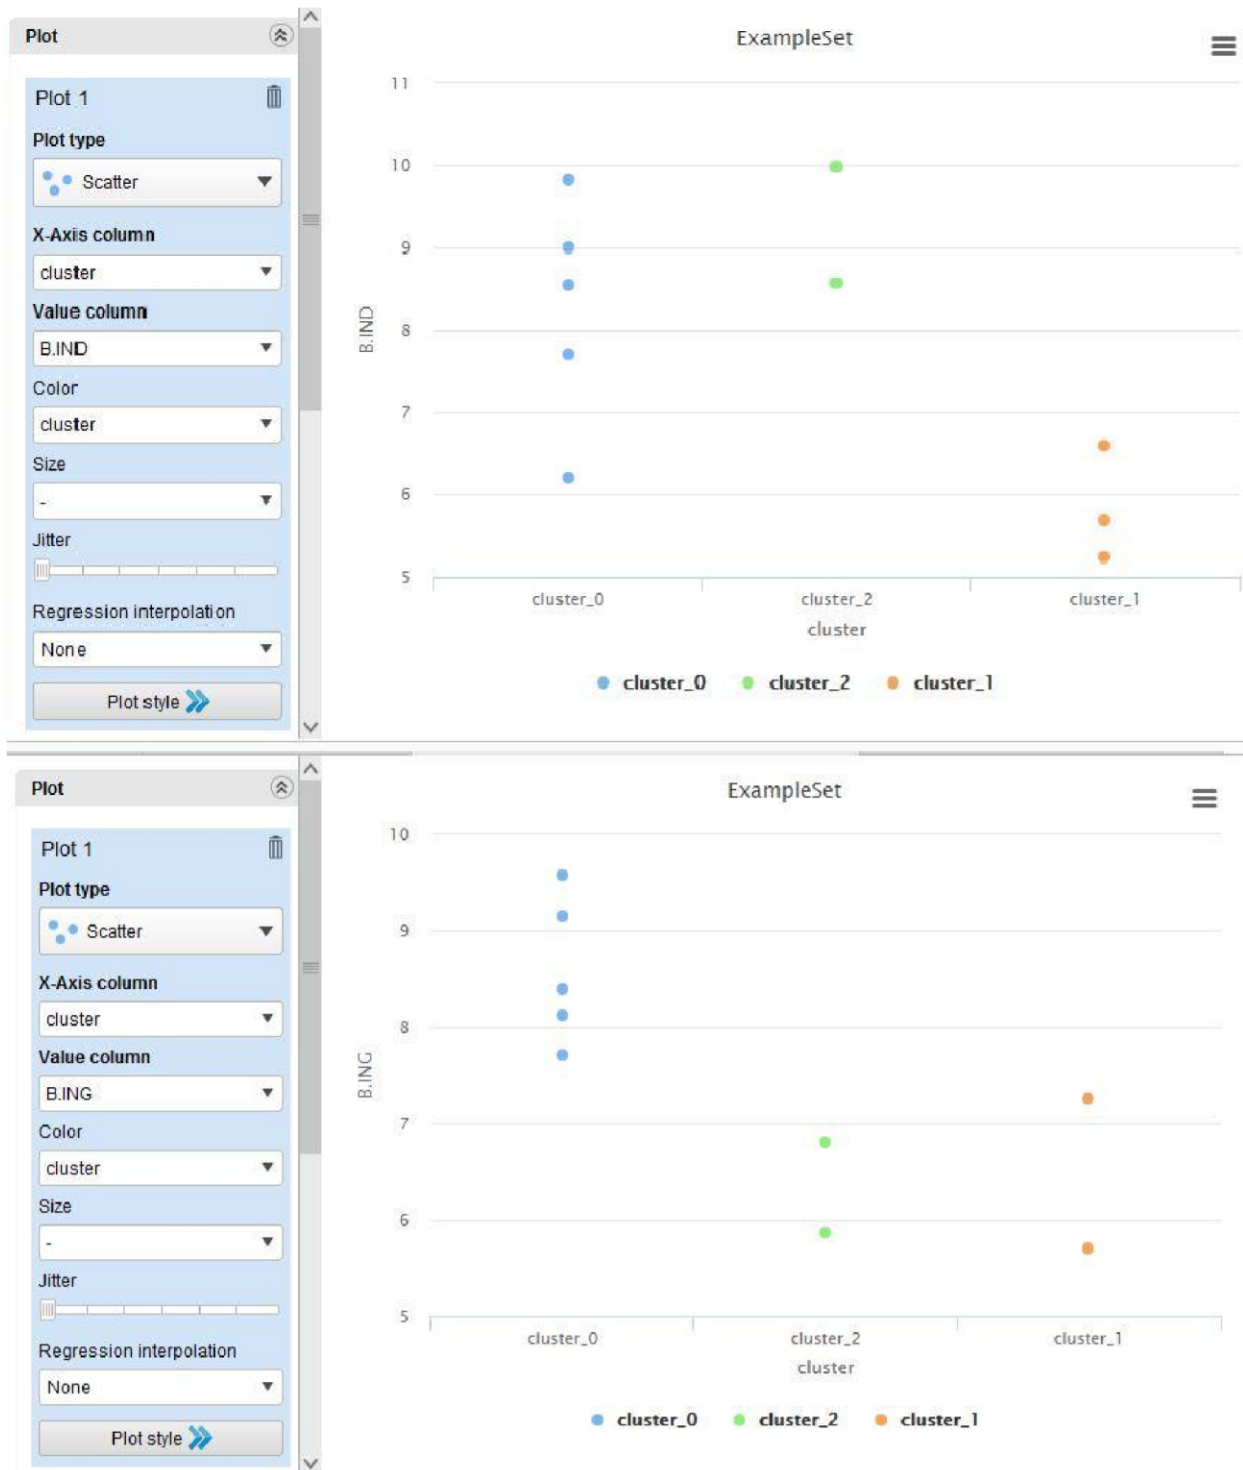 Plot
Plot 1
Plot type
Scatter
X-Axis column
cluster
Value column
B.IND
Color
cluster
Size
-
Jitter
Regression interpolation
None
Plot style
ExampleSet
11
10
9
8
7
6
5
B.IND
cluster_0 cluster_2 cluster_1
cluster
cluster_0 cluster_2 cluster_1
Plot
Plot 1
Plot type
Scatter
X-Axis column
cluster
Value column
B.ING
Color
cluster
Size
-
Jitter
Regression interpolation
None
Plot style
ExampleSet
10
9
8
7
6
5
B.ING
cluster_0 cluster_2 cluster_1
cluster
cluster_0 cluster_2 cluster_1